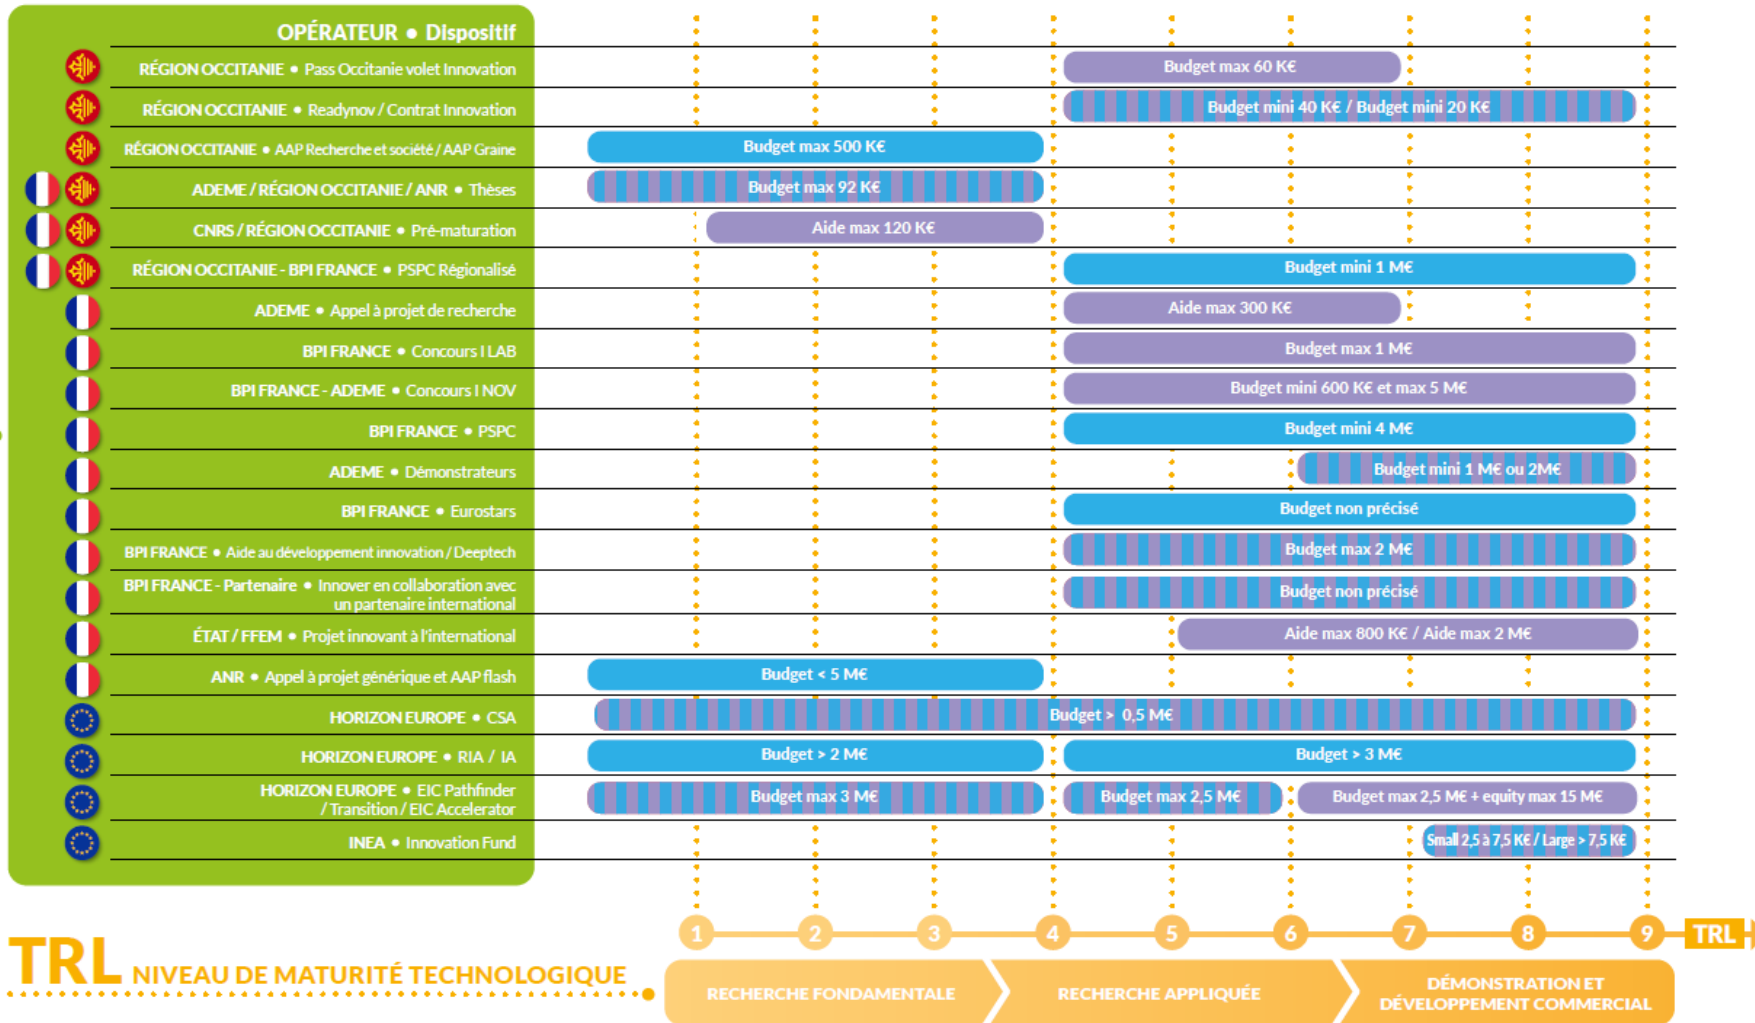 OPÉRATEUR • Dispositif
RÉGION OCCITANIE • Pass Occitanie volet Innovation
Budget max 60 K€
RÉGION OCCITANIE • Readynov / Contrat Innovation
Budget mini 40 K€ / Budget mini 20 K€
RÉGION OCCITANIE • AAP Recherche et société / AAP Graine
Budget max 500 K€
ADEME / RÉGION OCCITANIE / ANR • Thèses
Budget max 92 K€
CNRS / RÉGION OCCITANIE • Pré-maturation
Aide max 120 K€
RÉGION OCCITANIE - BPI FRANCE • PSPC Régionalisé
Budget mini 1 M€
ADEME • Appel à projet de recherche
Aide max 300 K€
BPI FRANCE • Concours I LAB
Budget max 1 M€
BPI FRANCE - ADEME • Concours I NOV
Budget mini 600 K€ et max 5 M€
BPI FRANCE • PSPC
Budget mini 4 M€
ADEME • Démonstrateurs
Budget mini 1 M€ ou 2M€
BPI FRANCE • Eurostars
Budget non précisé
BPI FRANCE • Aide au développement innovation / Deeptech
Budget max 2 M€
BPI FRANCE - Partenaire • Innover en collaboration avec
un partenaire international
Budget non précisé
ÉTAT / FFEM • Projet innovant à l'international
Aide max 800 K€ / Aide max 2 M€
ANR • Appel à projet générique et AAP flash
Budget < 5 M€
HORIZON EUROPE • CSA
Budget > 0,5 M€
HORIZON EUROPE • RIA / IA
Budget > 2 M€
Budget > 3 M€
HORIZON EUROPE • EIC Pathfinder
/ Transition / EIC Accelerator
Budget max 3 M€
Budget max 2,5 M€
Budget max 2,5 M€ + equity max 15 M€
INEA • Innovation Fund
Small 2,5 à 7,5 K€ / Large > 7,5 K€
1 2 3 4 5 6 7 8 9 TRL
TRL NIVEAU DE MATURITÉ TECHNOLOGIQUE
RECHERCHE FONDAMENTALE
RECHERCHE APPLIQUÉE
DÉMONSTRATION ET
DÉVELOPPEMENT COMMERCIAL